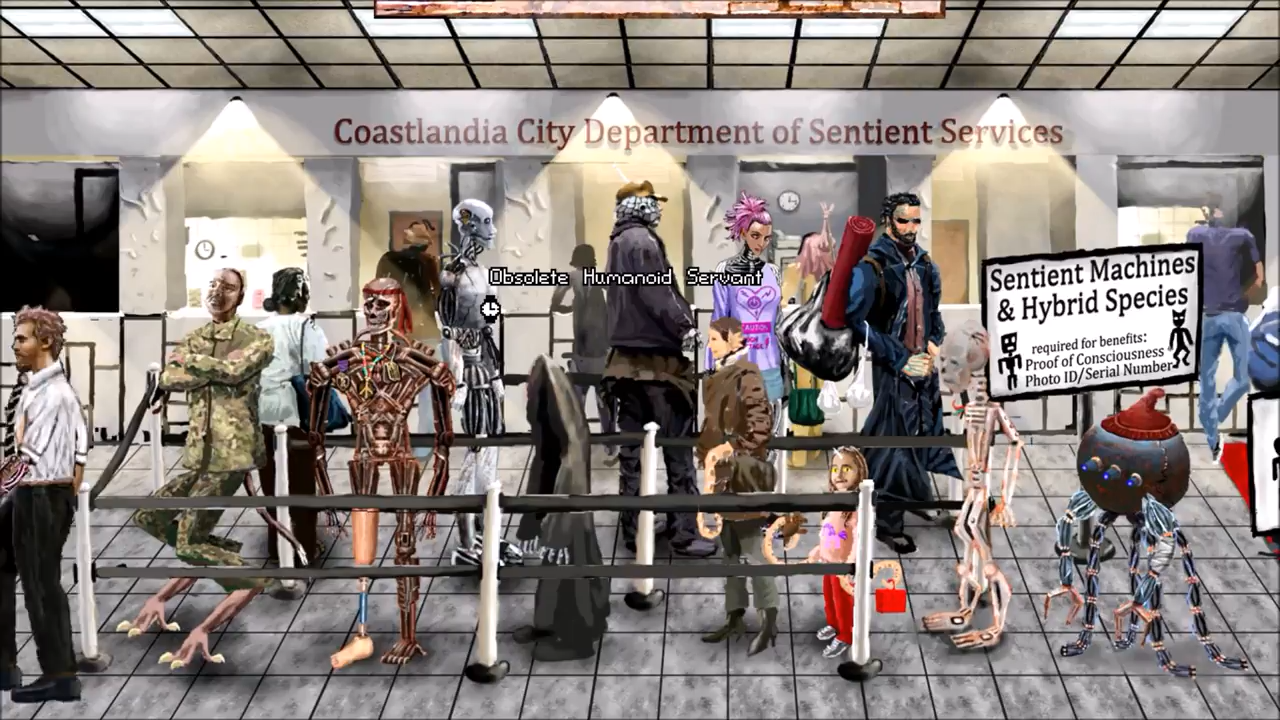 Coastlandia City Department of Sentient Services
Obsolete Humanoid Servant
Sentient Machines
& Hybrid Species
required for benefits:
Proof of Consciousness
Photo ID/Serial Number